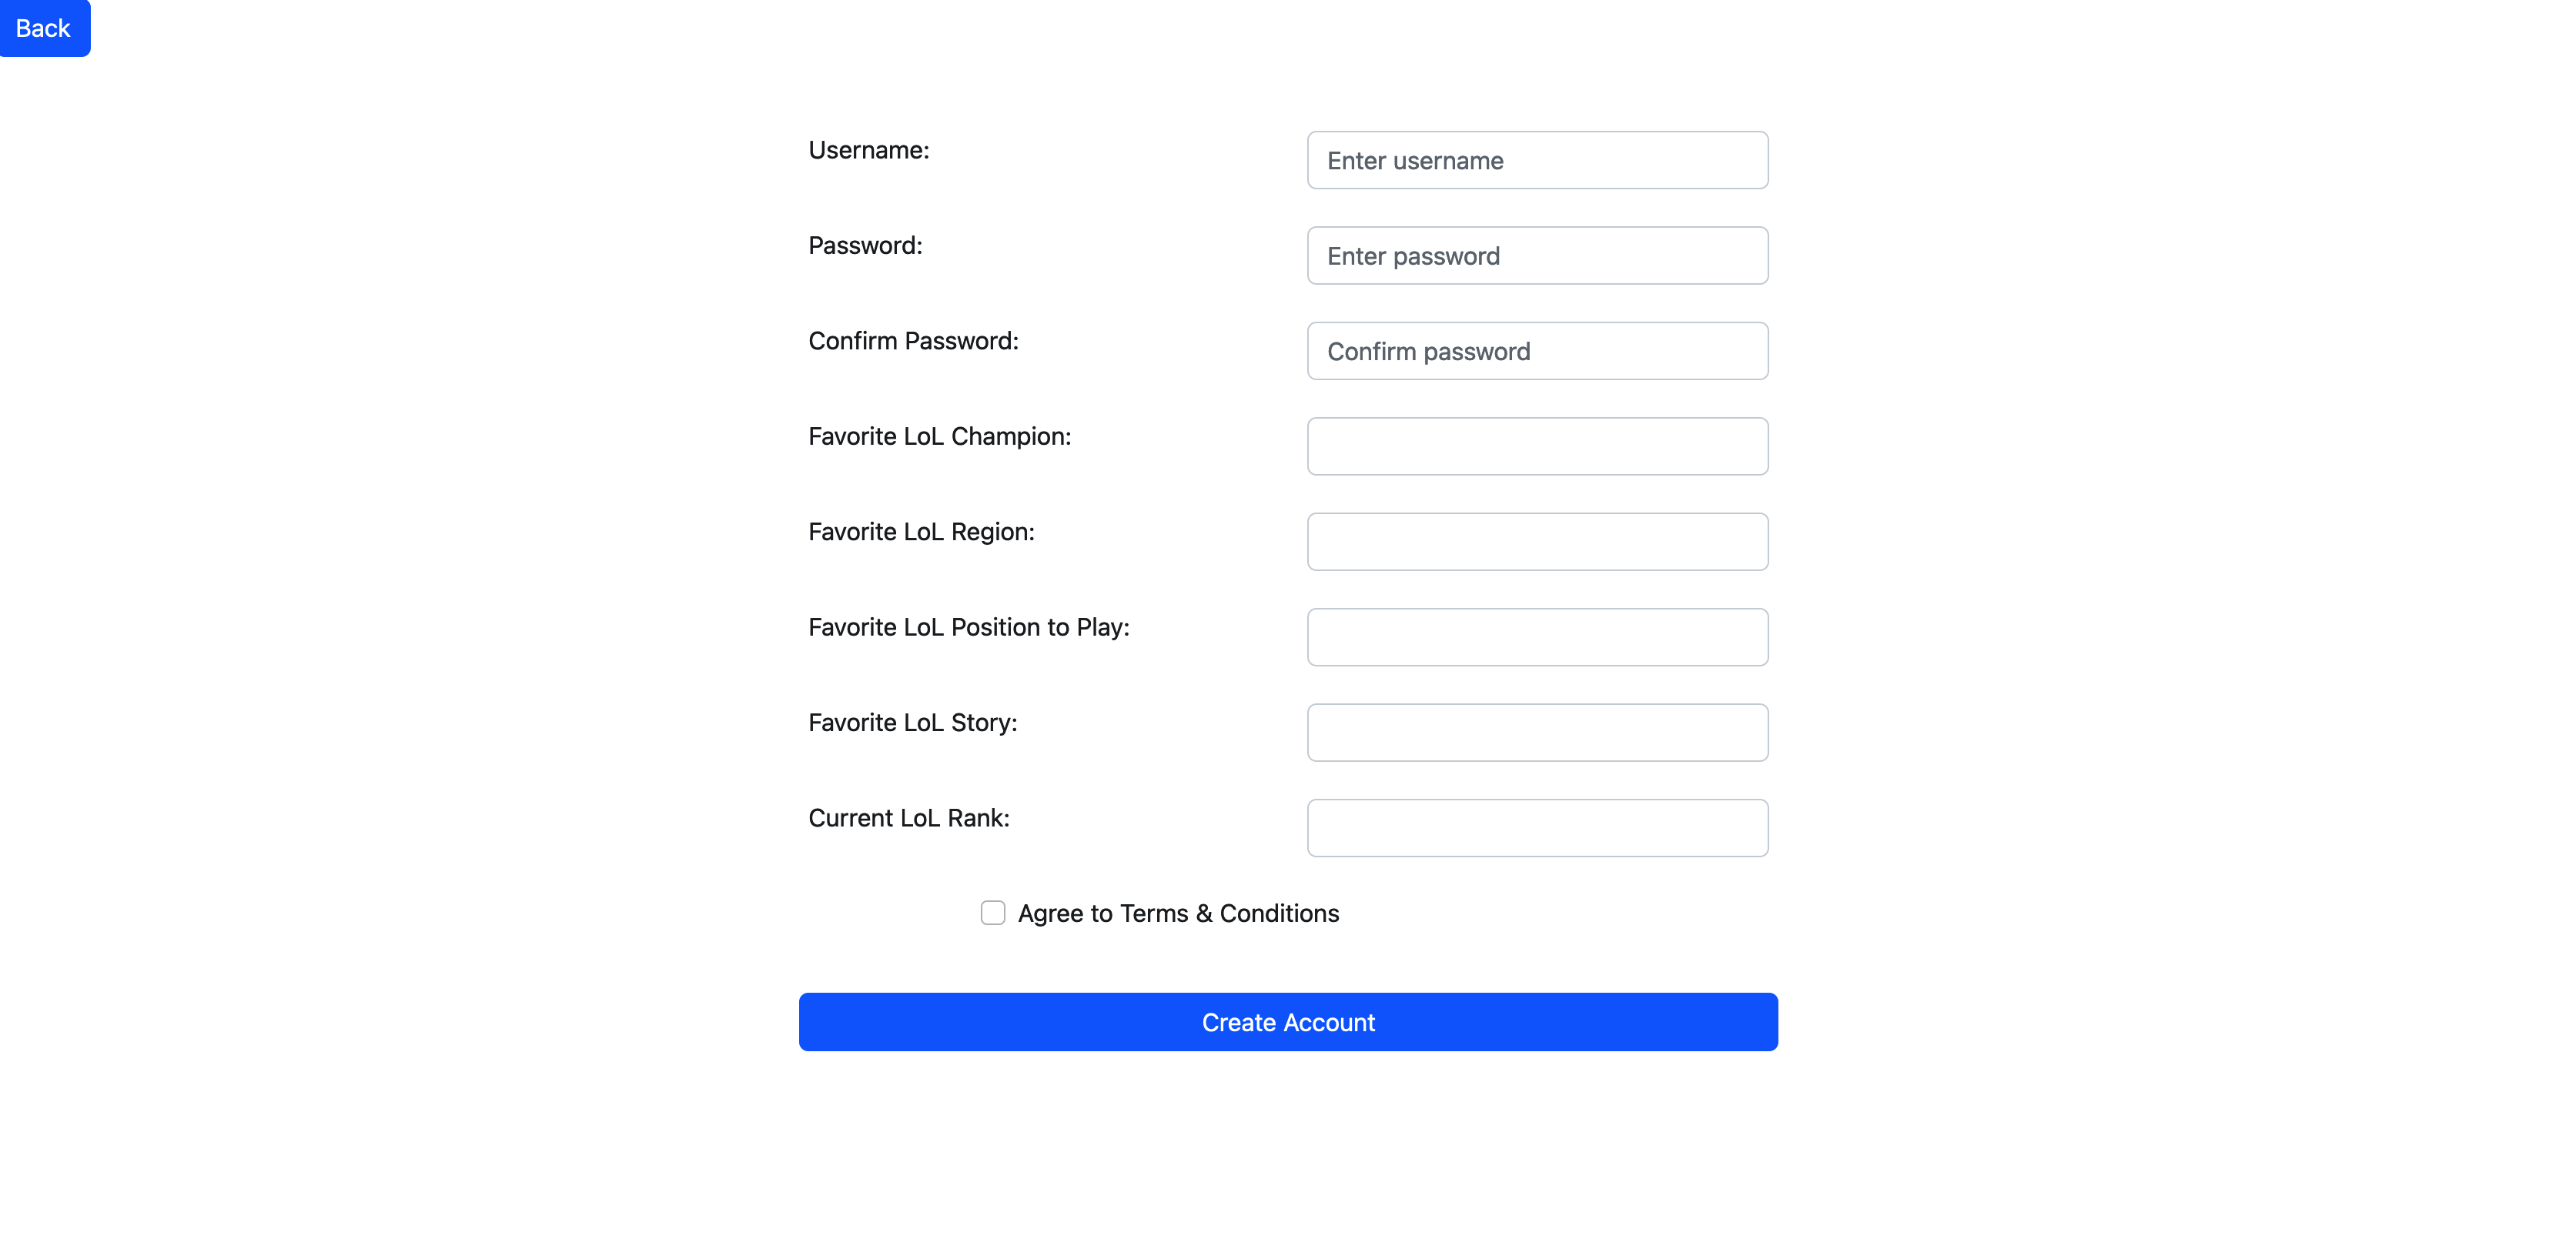 Back
Username:
Enter username
Password:
Enter password
Confirm Password:
Confirm password
Favorite LoL Champion:
Favorite LoL Region:
Favorite LoL Position to Play:
Favorite LoL Story:
Current LoL Rank:
Agree to Terms & Conditions
Create Account